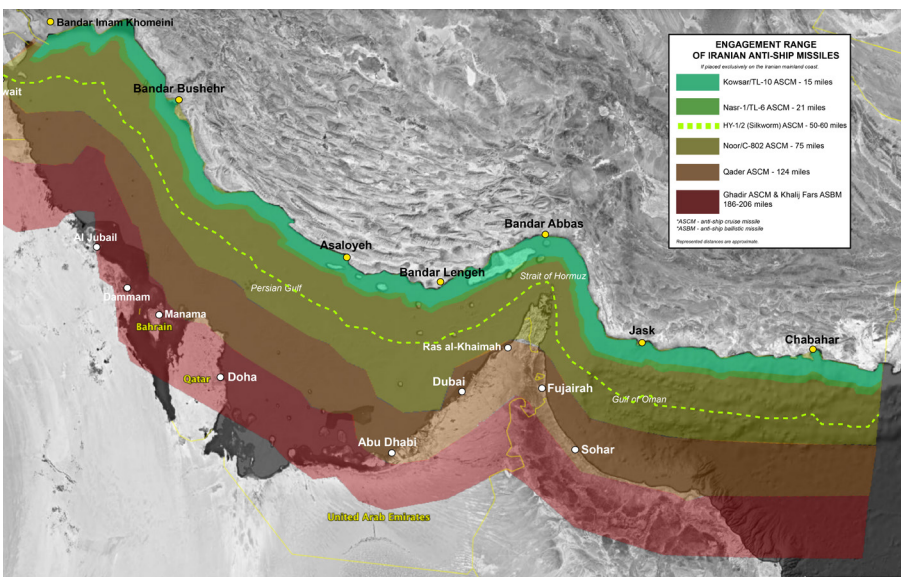 Bandar Imam Khomeini
ENGAGEMENT RANGE
OF IRANIAN ANTI-SHIP MISSILES
If placed exclusively on the iranian mainland coast
Kowsar/TL-10 ASCM - 15 miles
Nasr-1/TL-6 ASCM - 21 miles
HY-1/2 (Silkworm) ASCM - 50-60 miles
Noor/C-802 ASCM - 75 miles
Qader ASCM - 124 miles
Ghadir ASCM & Khalij Fars ASBM
186-206 miles
*ASCM - anti-ship cruise missile
*ASBM - anti-ship ballistic missile
Represented distances are approximate.
wait
Bandar Bushehr
Bandar Abbas
Al Jubail
Asaloyeh
Bandar Lengeh
Strait of Hormuz
Persian Gulf
Dammam
Manama
Bahrain
Jask
Chabahar
Ras al-Khaimah
Qatar
Doha
Dubai
Fujairah
Gulf of Oman
Abu Dhabi
Sohar
United Arab Emirates